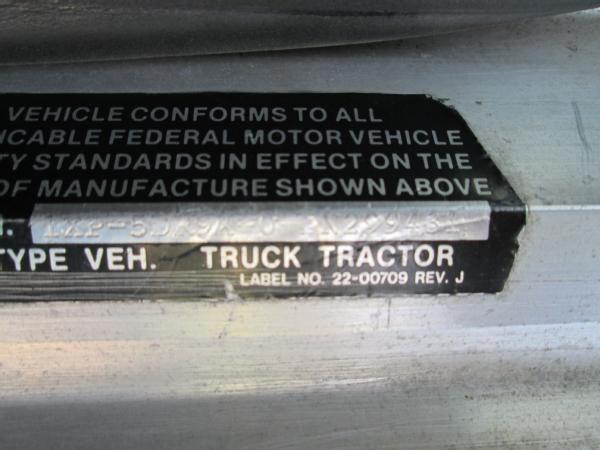 VEHICLE CONFORMS TO ALL
ICABLE FEDERAL MOTOR VEHICLE
TY STANDARDS IN EFFECT ON THE
OF MANUFACTURE SHOWN ABOVE
TYPE VEH. TRUCK TRACTOR
LABEL NO. 22-00709 REV. J